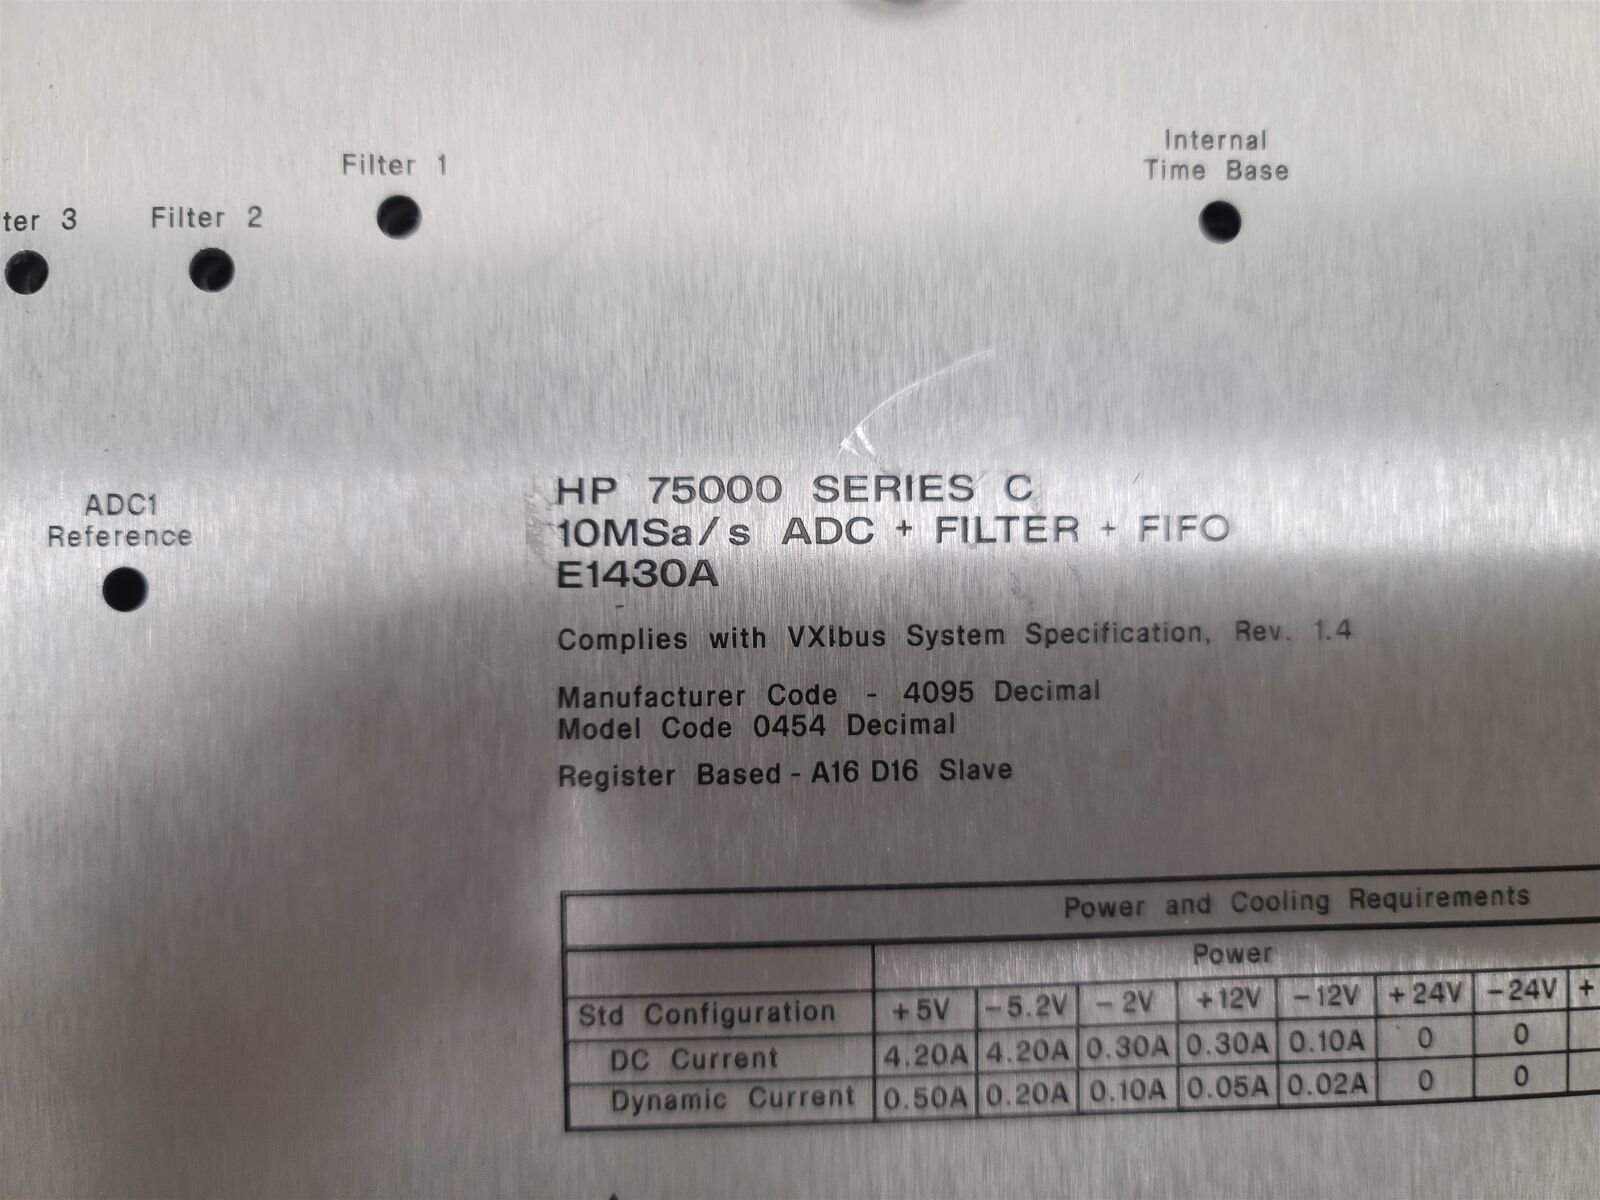 Internal
Time Base
Filter 1
ter 3
Filter 2
ADC1
Reference
HP 75000 SERIES C
10MSa/s ADC + FILTER + FIFO
E1430A
Complies with VXIbus System Specification, Rev. 1.4
Manufacturer Code - 4095 Decimal
Model Code 0454 Decimal
Register Based - A16 D16 Slave
Power and Cooling Requirements
Power
Std Configuration +5V -5.2V -2V +12V -12V +24V -24V +
DC Current 4.20A 4.20A 0.30A 0.30A 0.10A 0 0
Dynamic Current 0.50A 0.20A 0.10A 0.05A 0.02A 0 0